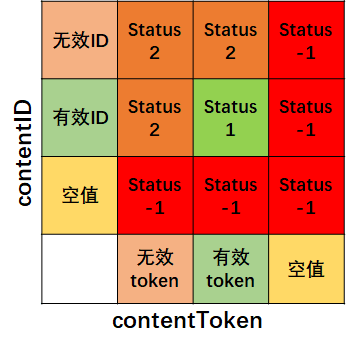 contentID
无效ID
Status
2
Status
2
Status
-1
有效ID
Status
2
Status
1
Status
-1
空值
Status
-1
Status
-1
Status
-1
无效
token
有效
token
空值
contentToken